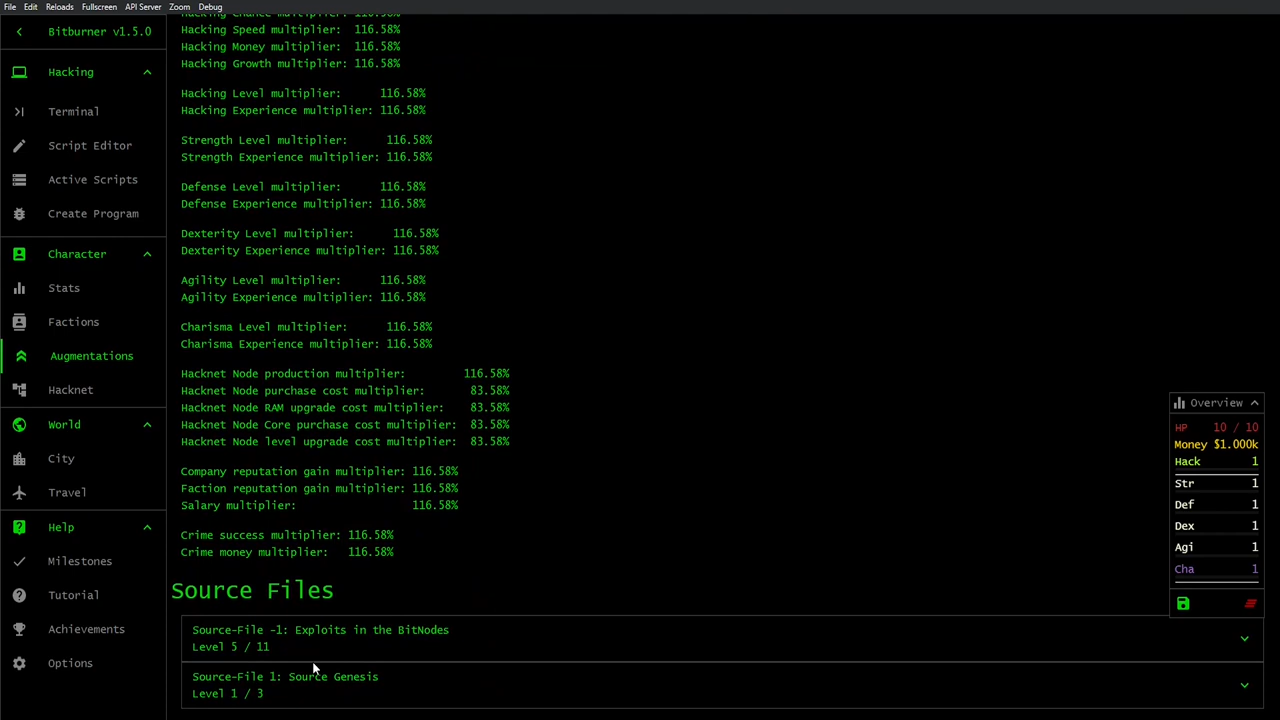 File Edit Reloads Fullscreen API Server Zoom Debug
Bitburner v1.5.0
Hacking
Terminal
Script Editor
Active Scripts
Create Program
Character
Stats
Factions
Augmentations
Hacknet
World
City
Travel
Help
Milestones
Tutorial
Achievements
Options
Hacking Chance multiplier: 116.58%
Hacking Speed multiplier: 116.58%
Hacking Money multiplier: 116.58%
Hacking Growth multiplier: 116.58%
Hacking Level multiplier: 116.58%
Hacking Experience multiplier: 116.58%
Strength Level multiplier: 116.58%
Strength Experience multiplier: 116.58%
Defense Level multiplier: 116.58%
Defense Experience multiplier: 116.58%
Dexterity Level multiplier: 116.58%
Dexterity Experience multiplier: 116.58%
Agility Level multiplier: 116.58%
Agility Experience multiplier: 116.58%
Charisma Level multiplier: 116.58%
Charisma Experience multiplier: 116.58%
Hacknet Node production multiplier: 116.58%
Hacknet Node purchase cost multiplier: 83.58%
Hacknet Node RAM upgrade cost multiplier: 83.58%
Hacknet Node Core purchase cost multiplier: 83.58%
Hacknet Node level upgrade cost multiplier: 83.58%
Company reputation gain multiplier: 116.58%
Faction reputation gain multiplier: 116.58%
Salary multiplier: 116.58%
Crime success multiplier: 116.58%
Crime money multiplier: 116.58%
Source Files
Source-File -1: Exploits in the BitNodes
Level 5 / 11
Source-File 1: Source Genesis
Level 1 / 3
Overview
HP 10 / 10
Money $1.000k
Hack 1
Str 1
Def 1
Dex 1
Agi 1
Cha 1